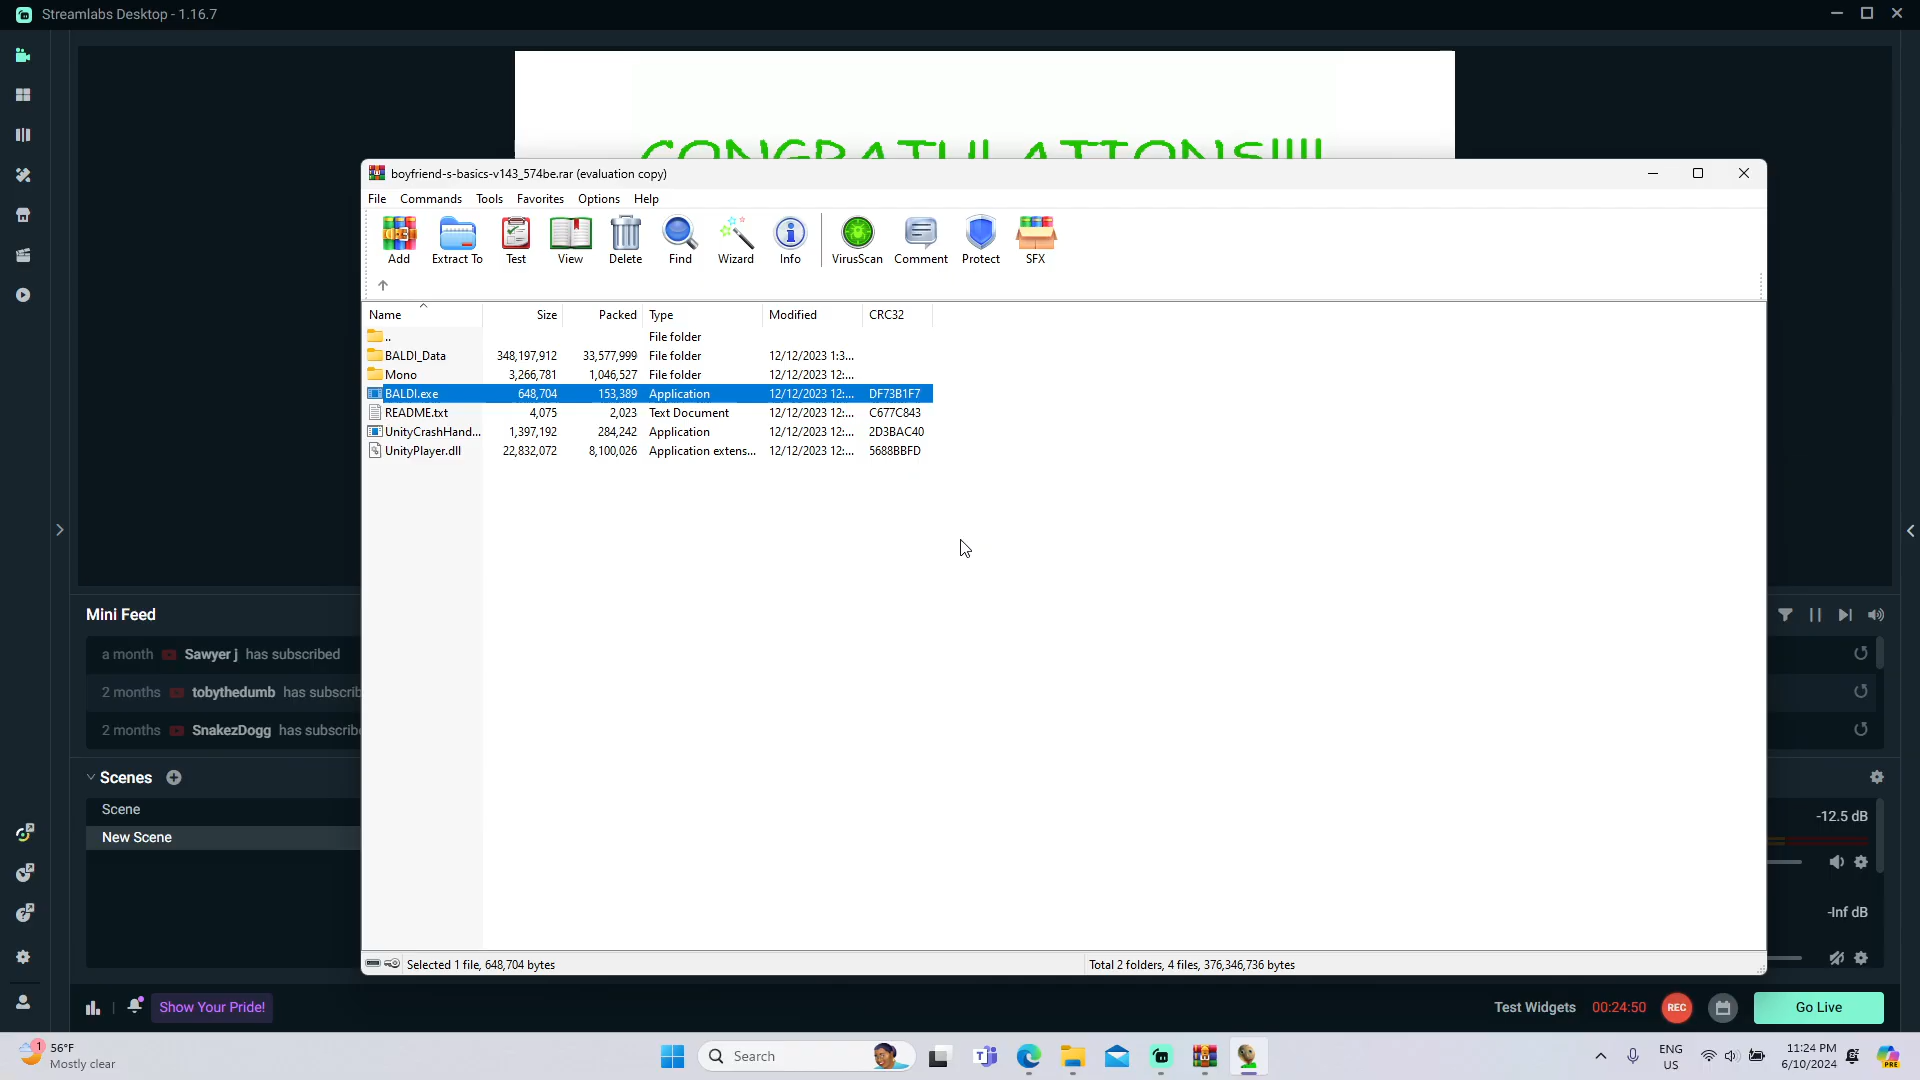 Streamlabs Desktop - 1.16.7
CONGRATULATIONS!!!!
boyfriend-s-basics-v143_574be.rar (evaluation copy)
File Commands Tools Favorites Options Help
Add Extract To Test View Delete Find Wizard Info VirusScan Comment Protect SFX
Name Size Packed Type Modified CRC32
.. File folder
BALDI_Data 348,197,912 33,577,999 File folder 12/12/2023 1:3...
Mono 3,266,781 1,046,527 File folder 12/12/2023 12:...
BALDI.exe 648,704 153,389 Application 12/12/2023 12:... DF73B1F7
README.txt 4,075 2,023 Text Document 12/12/2023 12:... C677C843
UnityCrashHand... 1,397,192 284,242 Application 12/12/2023 12:... 2D3BAC40
UnityPlayer.dll 22,832,072 8,100,026 Application extens... 12/12/2023 12:... 5688BBFD
Mini Feed
a month Sawyer j has subscribed
2 months tobythedumb has subscrib
2 months SnakezDogg has subscrib
Scenes
Scene
New Scene
-12.5 dB
-Inf dB
Selected 1 file, 648,704 bytes
Total 2 folders, 4 files, 376,346,736 bytes
Show Your Pride!
Test Widgets 00:24:50 REC Go Live
1 56°F
Mostly clear
Search
ENG
US
11:24 PM
6/10/2024
PRE